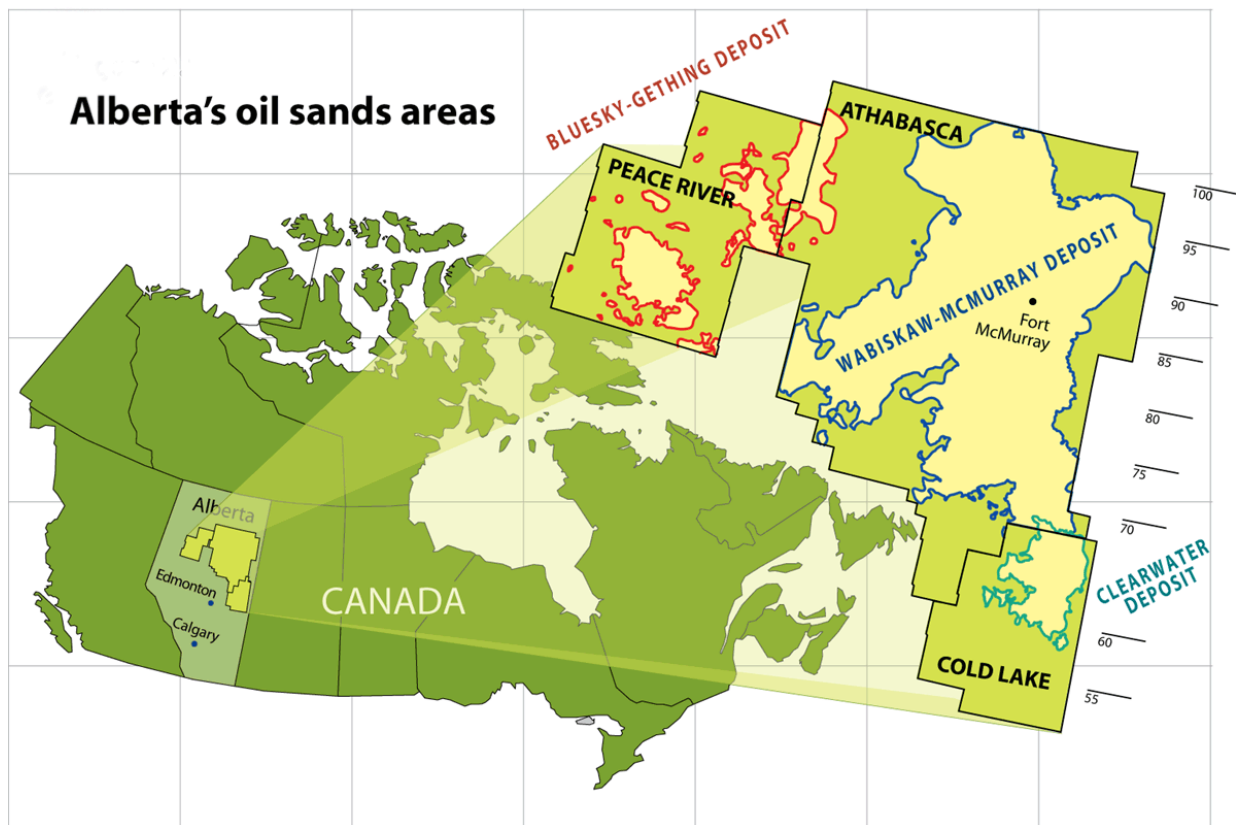 Alberta's oil sands areas
BLUESKY-GETHING DEPOSIT
ATHABASCA
PEACE RIVER
WABISKAW-MCMURRAY DEPOSIT
Fort
McMurray
100
95
90
85
80
75
70
60
55
CLEARWATER
DEPOSIT
COLD LAKE
Alberta
Edmonton
Calgary
CANADA